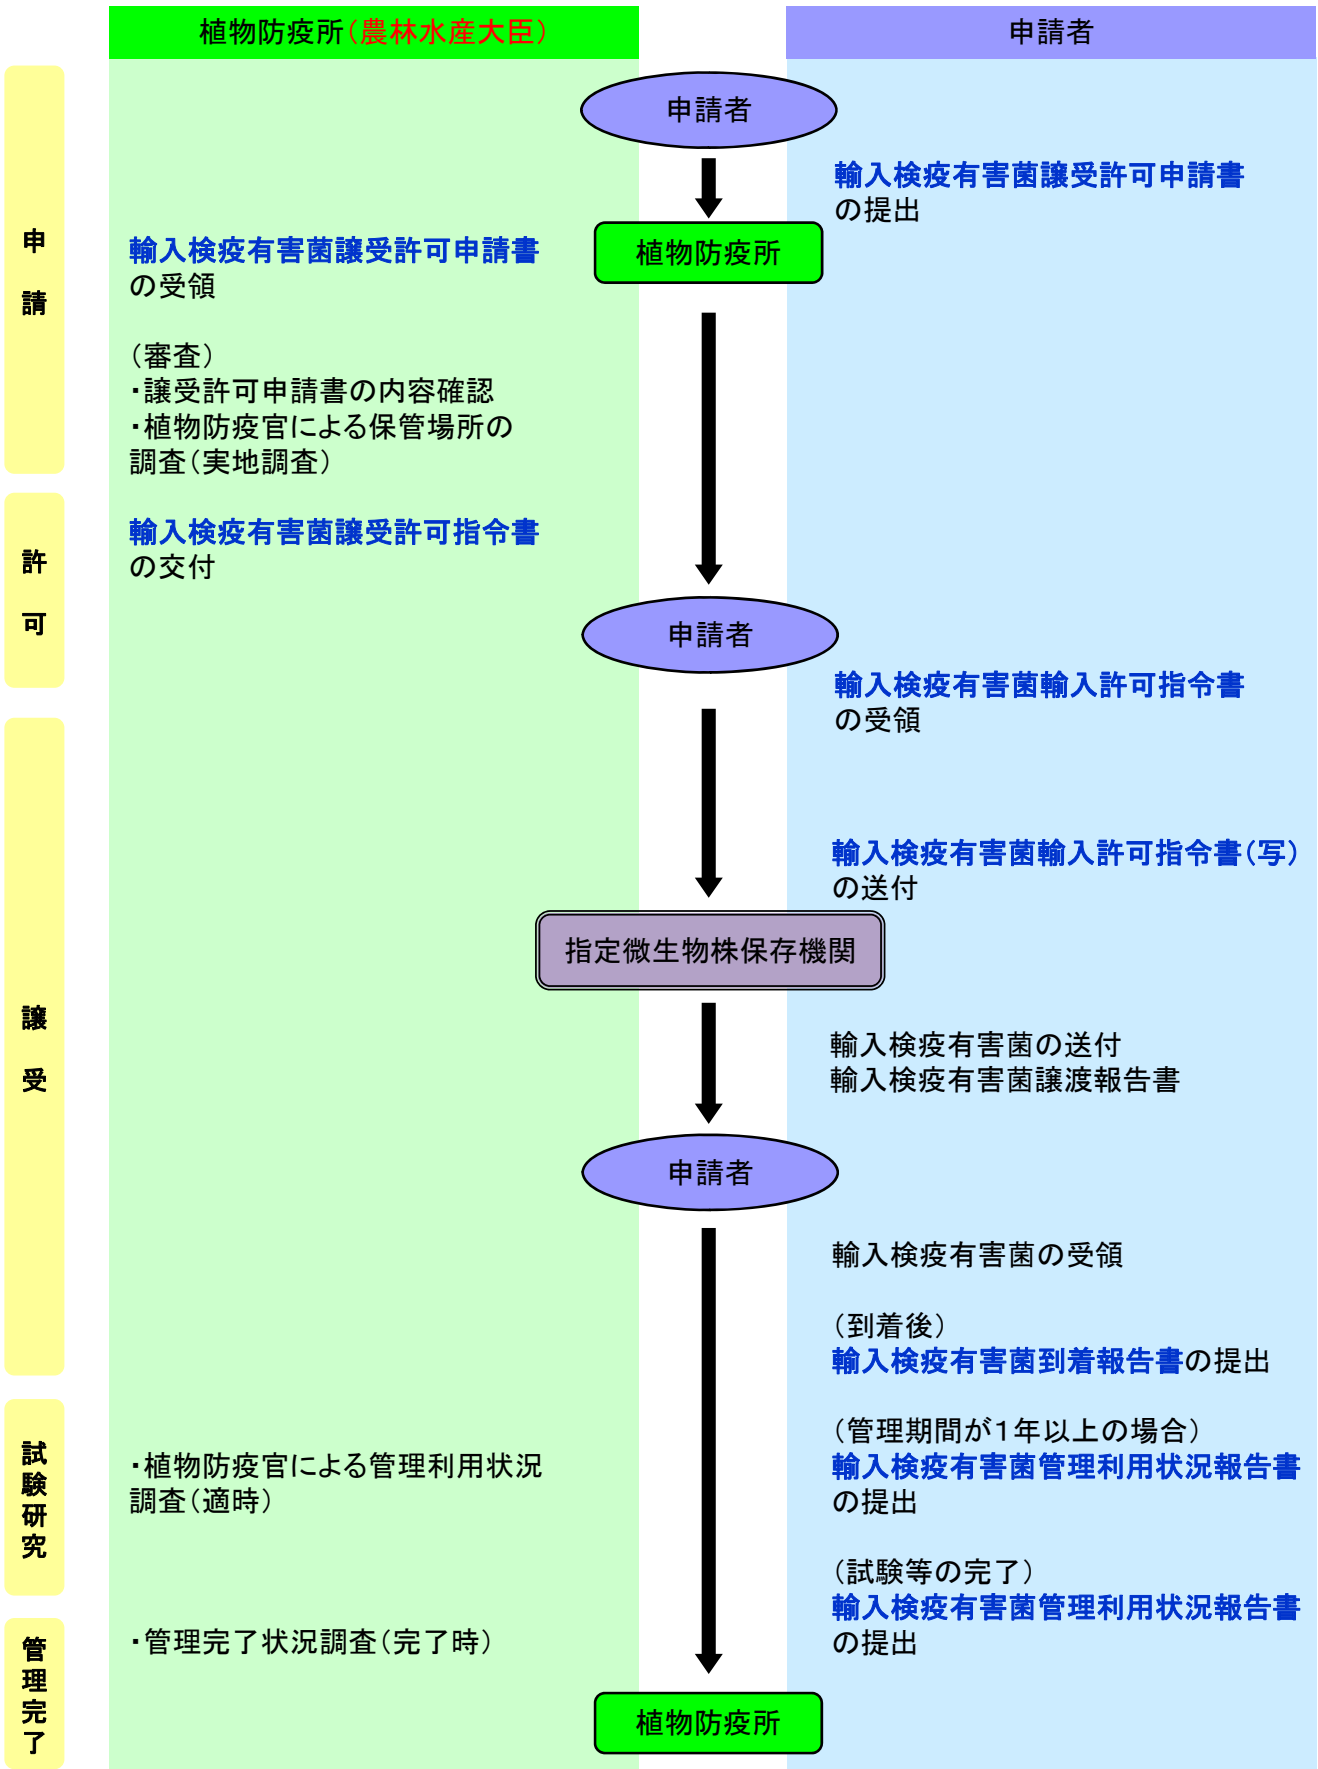 植物防疫所（農林水産大臣）
申請者
申請
申請者
輸入検疫有害菌譲受許可申請書
の提出
植物防疫所
輸入検疫有害菌譲受許可申請書
の受領
（審査）
・譲受許可申請書の内容確認
・植物防疫官による保管場所の
調査（実地調査）
許可
輸入検疫有害菌譲受許可指令書
の交付
申請者
輸入検疫有害菌輸入許可指令書
の受領
譲受
輸入検疫有害菌輸入許可指令書（写）
の送付
指定微生物株保存機関
輸入検疫有害菌の送付
輸入検疫有害菌譲渡報告書
申請者
輸入検疫有害菌の受領
（到着後）
輸入検疫有害菌到着報告書の提出
試験研究
・植物防疫官による管理利用状況
調査（適時）
（管理期間が１年以上の場合）
輸入検疫有害菌管理利用状況報告書
の提出
（試験等の完了）
輸入検疫有害菌管理利用状況報告書
の提出
管理完了
・管理完了状況調査（完了時）
植物防疫所